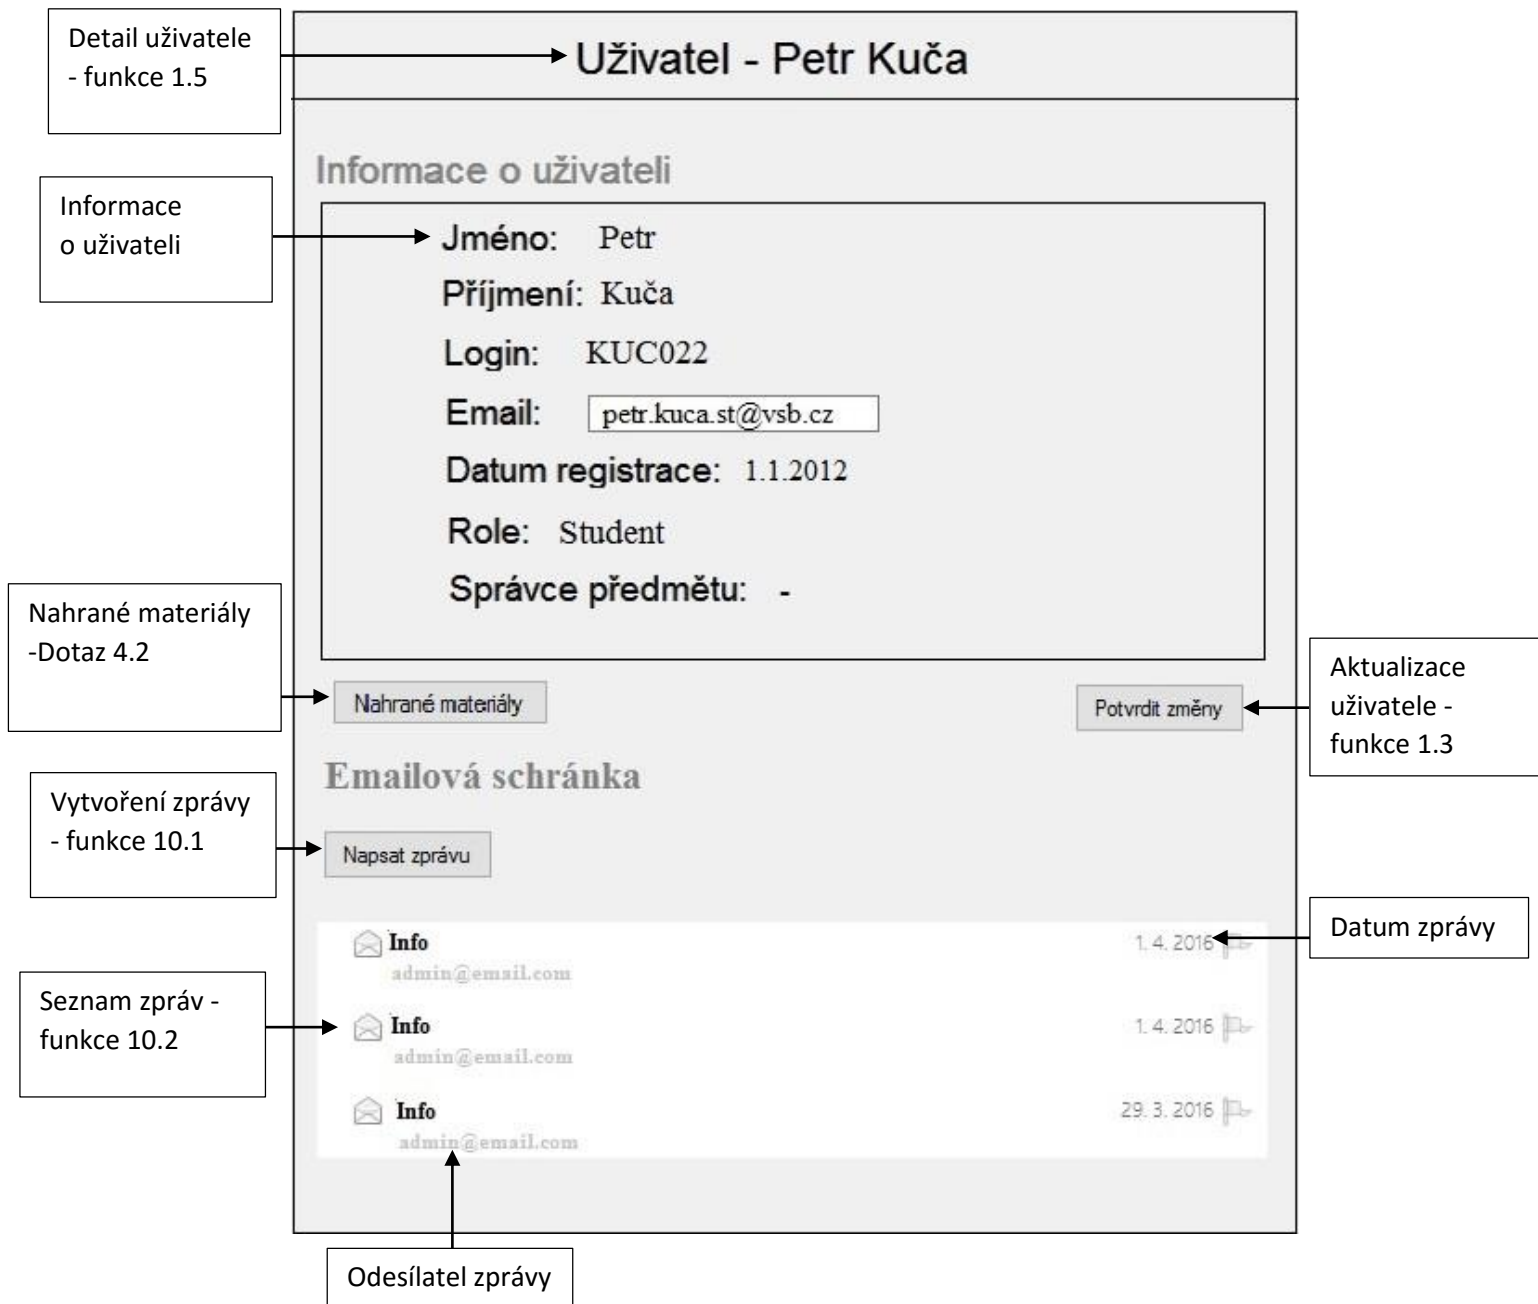 Detail uživatele
- funkce 1.5
Uživatel - Petr Kuča
Informace o uživateli
Informace
o uživateli
Jméno: Petr
Příjmení: Kuča
Login: KUC022
Email: petr.kuca.st@vsb.cz
Datum registrace: 1.1.2012
Role: Student
Správce předmětu: -
Nahrané materiály
-Dotaz 4.2
Nahrané materiály
Potvrdit změny
Aktualizace
uživatele -
funkce 1.3
Emailová schránka
Vytvoření zprávy
- funkce 10.1
Napsat zprávu
Info 1. 4. 2016
admin@email.com
Datum zprávy
Seznam zpráv -
funkce 10.2
Info 1. 4. 2016
admin@email.com
Info 29. 3. 2016
admin@email.com
Odesílatel zprávy